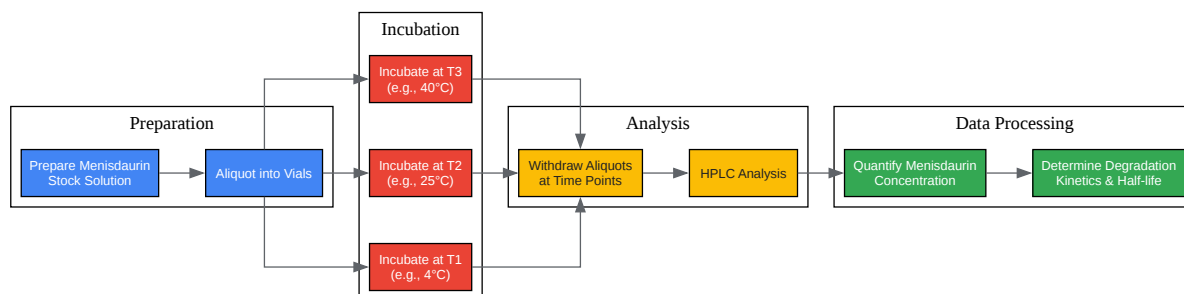 Incubation
Incubate at T3
(e.g., 40°C)
Preparation
Prepare Menisdaurin
Stock Solution
Aliquot into Vials
Incubate at T2
(e.g., 25°C)
Incubate at T1
(e.g., 4°C)
Analysis
Withdraw Aliquots
at Time Points
HPLC Analysis
Data Processing
Quantify Menisdaurin
Concentration
Determine Degradation
Kinetics & Half-life